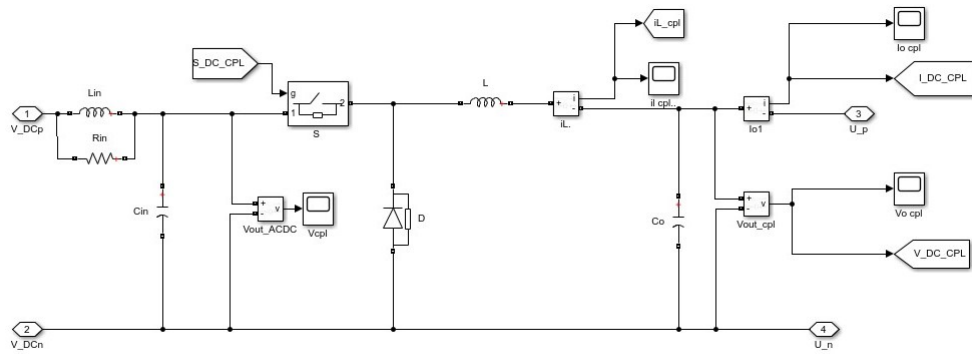 iL_cpl
Io cpl
S_DC_CPL
g
1
2
S
L
+
-
i
iL.
il cpl..
I_DC_CPL
Lin
1
V_DCp
Rin
+
-
i
Io1
3
U_p
Cin
+
-
v
Vout_ACDC
Vcpl
D
Co
+
-
v
Vout_cpl
Vo cpl
V_DC_CPL
2
V_DCn
4
U_n